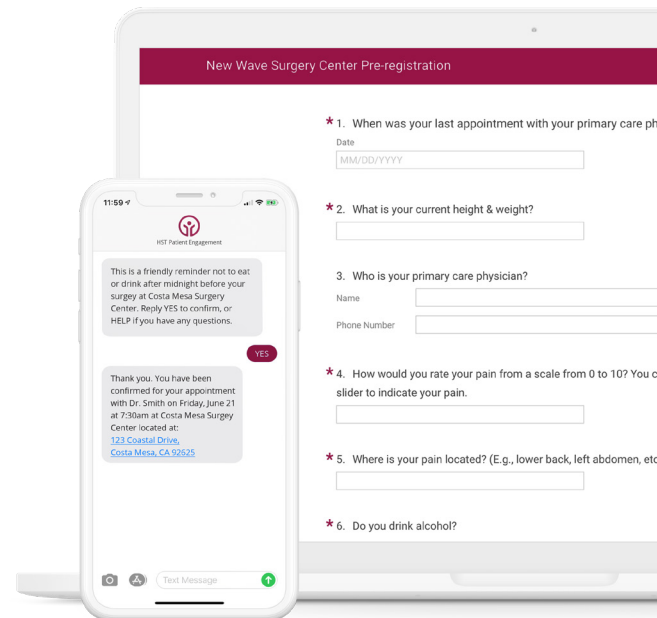 New Wave Surgery Center Pre-registration
* 1. When was your last appointment with your primary care ph
Date
MM/DD/YYYY
* 2. What is your current height & weight?
3. Who is your primary care physician?
Name
Phone Number
* 4. How would you rate your pain from a scale from 0 to 10? You c
slider to indicate your pain.
* 5. Where is your pain located? (E.g., lower back, left abdomen, etc
* 6. Do you drink alcohol?
11:59
HST Patient Engagement
This is a friendly reminder not to eat
or drink after midnight before your
surgey at Costa Mesa Surgery
Center. Reply YES to confirm, or
HELP if you have any questions.
YES
Thank you. You have been
confirmed for your appointment
with Dr. Smith on Friday, June 21
at 7:30am at Costa Mesa Surgey
Center located at:
123 Coastal Drive,
Costa Mesa, CA 92625
Text Message